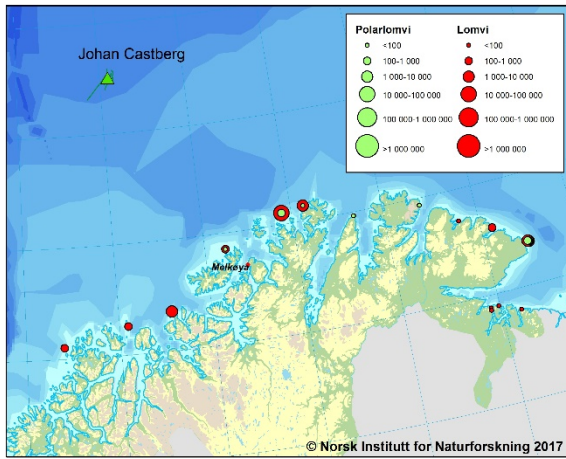 Johan Castberg
Polarlomvi Lomvi
<100 <100
100-1 000 100-1 000
1 000-10 000 1 000-10 000
10 000-100 000 10 000-100 000
100 000-1 000 000 100 000-1 000 000
>1 000 000 >1 000 000
Melkøya
© Norsk Institutt for Naturforskning 2017